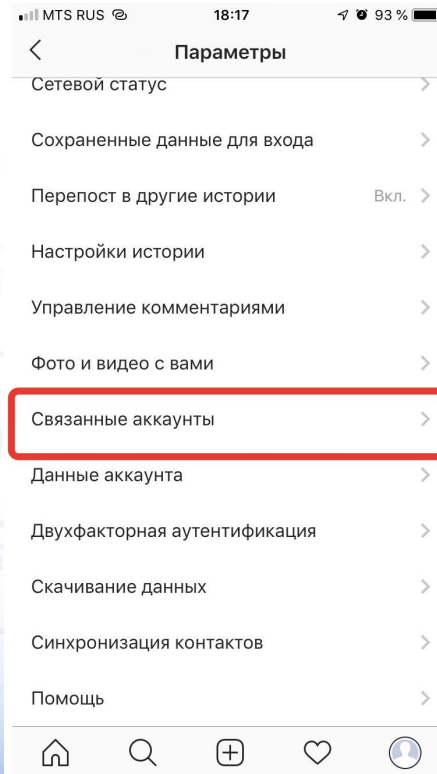 MTS RUS 18:17 93 %
Параметры
Сетевой статус
Сохраненные данные для входа
Перепост в другие истории Вкл.
Настройки истории
Управление комментариями
Фото и видео с вами
Связанные аккаунты
Данные аккаунта
Двухфакторная аутентификация
Скачивание данных
Синхронизация контактов
Помощь